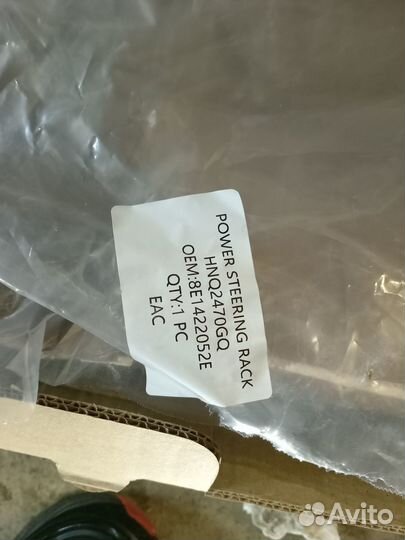 POWER STEERING RACK
HNQ2470GQ
OEM:8E1422052E
QTY:1 PC
EAC
Avito